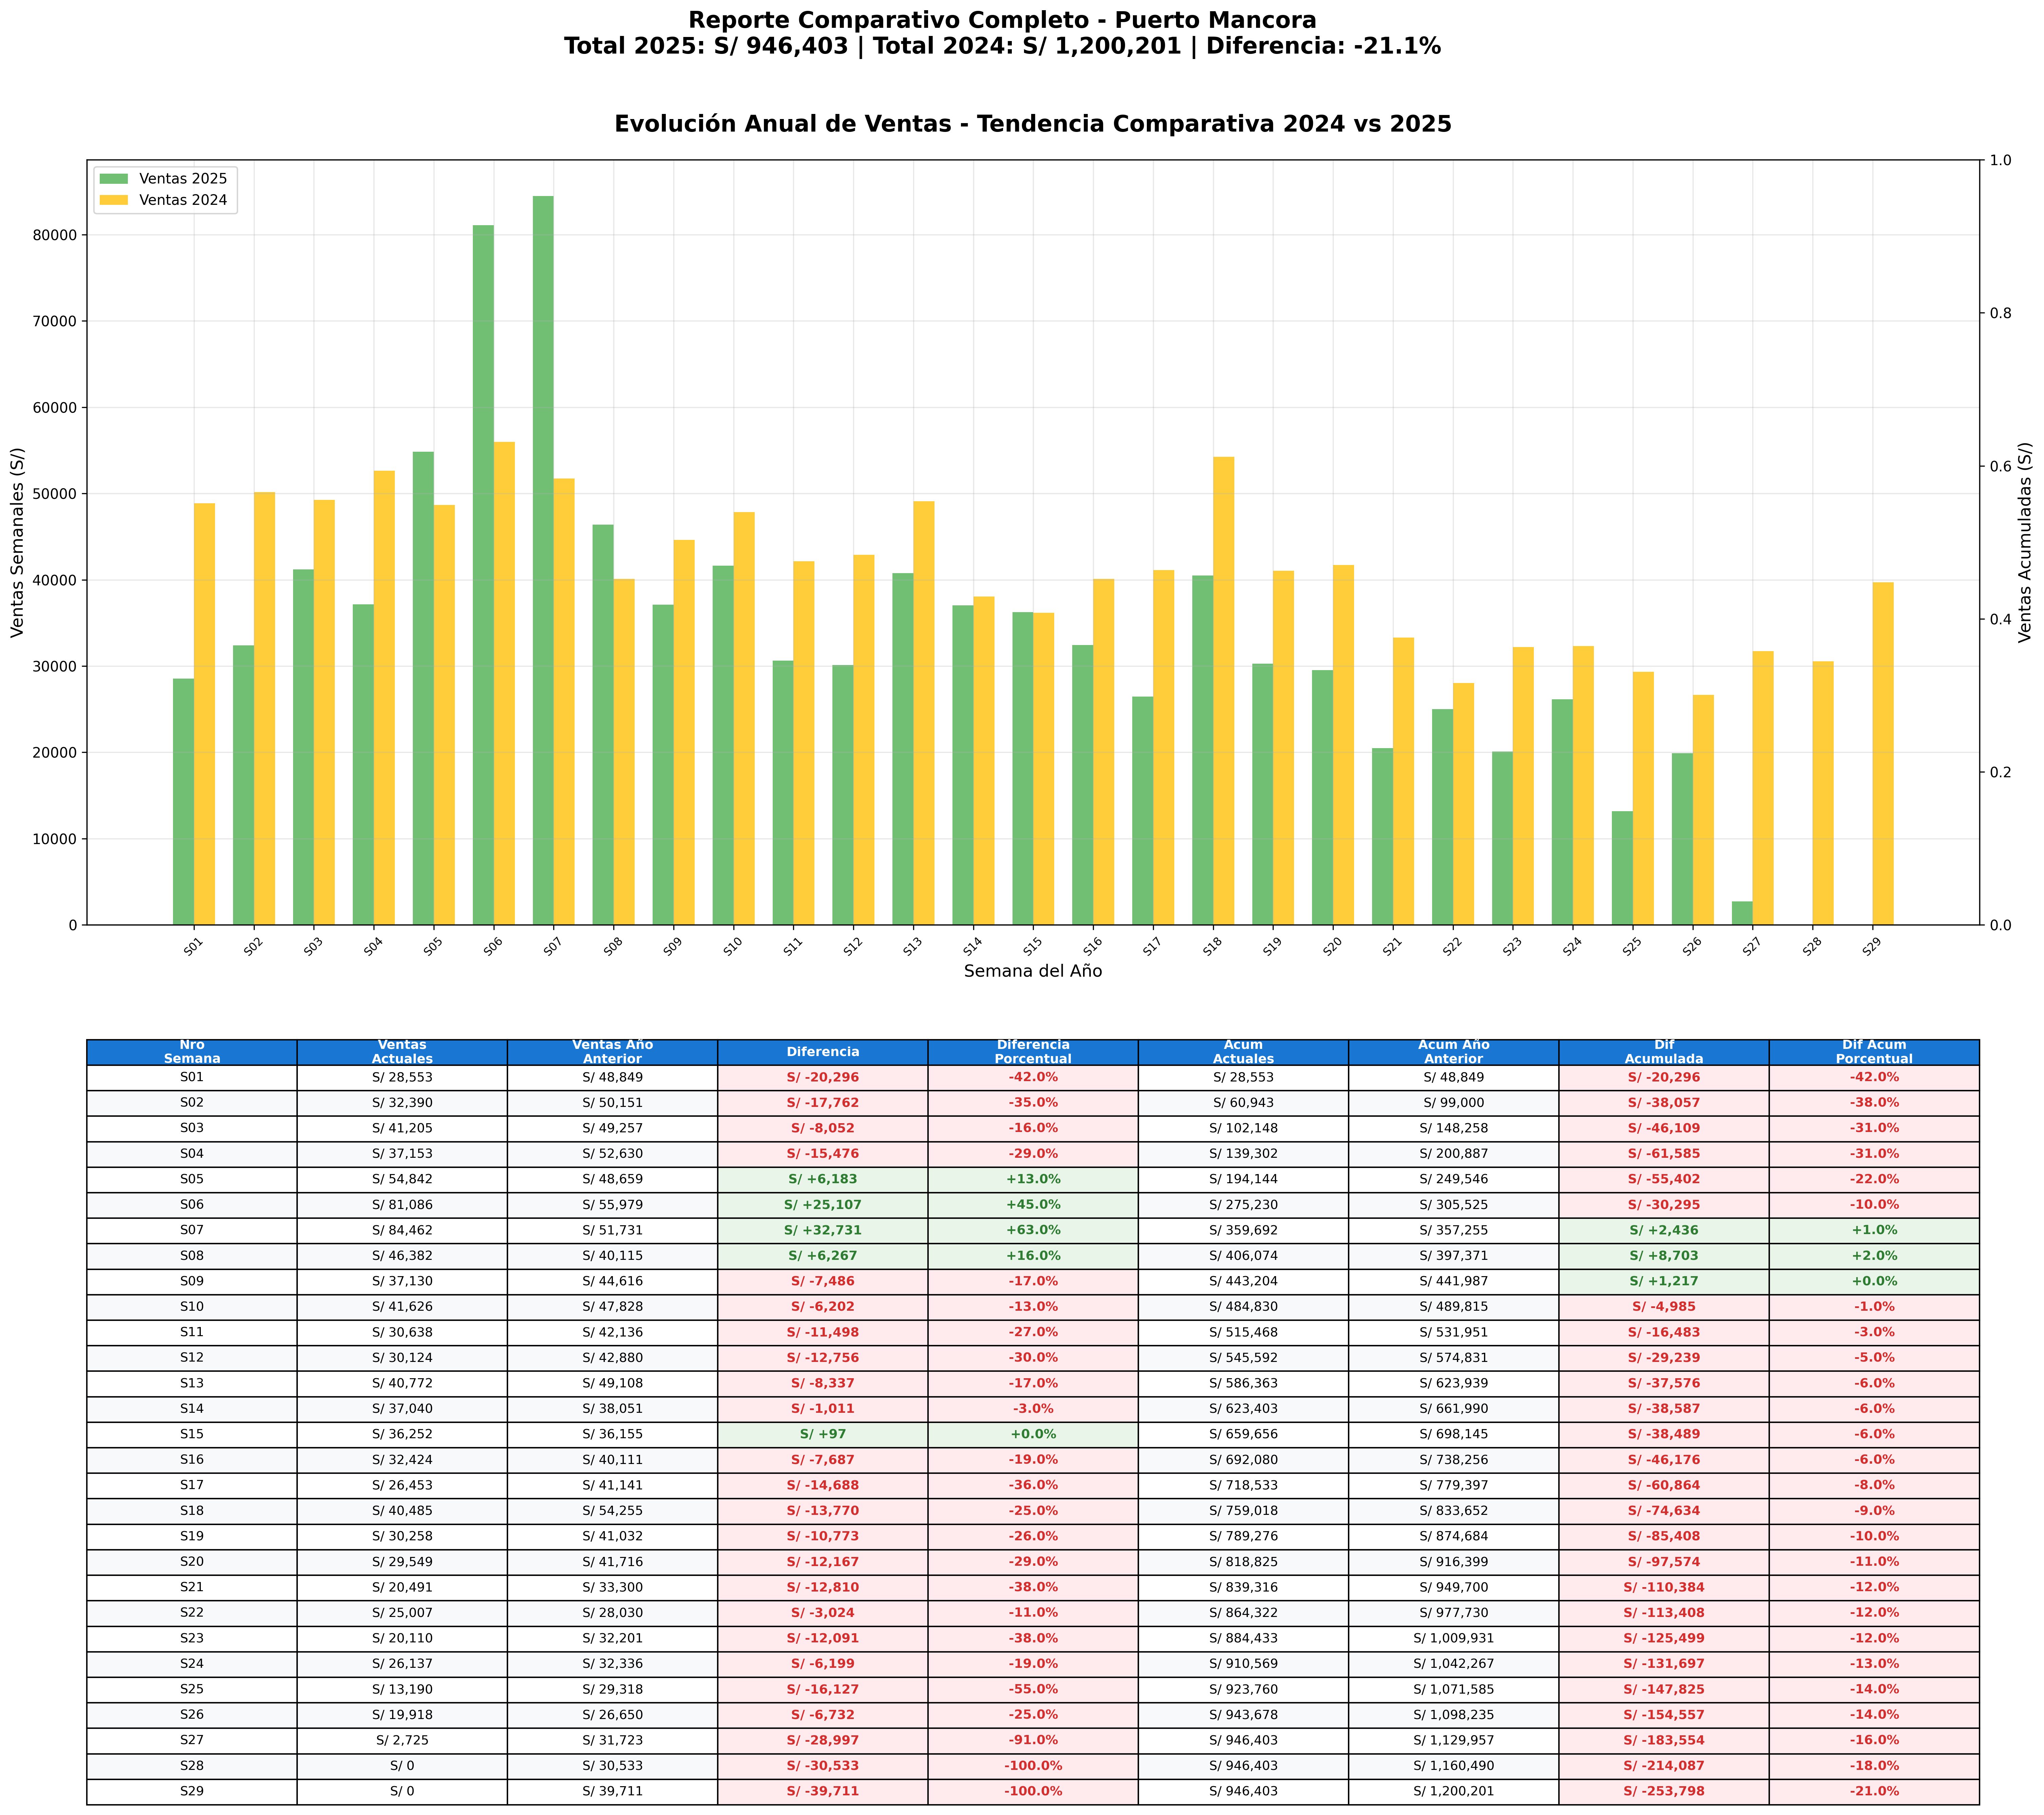 Reporte Comparativo Completo - Puerto Mancora
Total 2025: S/ 946,403 | Total 2024: S/ 1,200,201 | Diferencia: -21.1%
Evolución Anual de Ventas - Tendencia Comparativa 2024 vs 2025
Ventas 2025
Ventas 2024
Ventas Semanales (S/)
80000
70000
60000
50000
40000
30000
20000
10000
0
1.0
0.8
0.6
0.4
0.2
0.0
Ventas Acumuladas (S/)
S01 S02 S03 S04 S05 S06 S07 S08 S09 S10 S11 S12 S13 S14 S15 S16 S17 S18 S19 S20 S21 S22 S23 S24 S25 S26 S27 S28 S29
Semana del Año
Nro Semana Ventas Actuales Ventas Año Anterior Diferencia Diferencia Porcentual Acum Actuales Acum Año Anterior Dif Acumulada Dif Acum Porcentual
S01 S/ 28,553 S/ 48,849 S/ -20,296 -42.0% S/ 28,553 S/ 48,849 S/ -20,296 -42.0%
S02 S/ 32,390 S/ 50,151 S/ -17,762 -35.0% S/ 60,943 S/ 99,000 S/ -38,057 -38.0%
S03 S/ 41,205 S/ 49,257 S/ -8,052 -16.0% S/ 102,148 S/ 148,258 S/ -46,109 -31.0%
S04 S/ 37,153 S/ 52,630 S/ -15,476 -29.0% S/ 139,302 S/ 200,887 S/ -61,585 -31.0%
S05 S/ 54,842 S/ 48,659 S/ +6,183 +13.0% S/ 194,144 S/ 249,546 S/ -55,402 -22.0%
S06 S/ 81,086 S/ 55,979 S/ +25,107 +45.0% S/ 275,230 S/ 305,525 S/ -30,295 -10.0%
S07 S/ 84,462 S/ 51,731 S/ +32,731 +63.0% S/ 359,692 S/ 357,255 S/ +2,436 +1.0%
S08 S/ 46,382 S/ 40,115 S/ +6,267 +16.0% S/ 406,074 S/ 397,371 S/ +8,703 +2.0%
S09 S/ 37,130 S/ 44,616 S/ -7,486 -17.0% S/ 443,204 S/ 441,987 S/ +1,217 +0.0%
S10 S/ 41,626 S/ 47,828 S/ -6,202 -13.0% S/ 484,830 S/ 489,815 S/ -4,985 -1.0%
S11 S/ 30,638 S/ 42,136 S/ -11,498 -27.0% S/ 515,468 S/ 531,951 S/ -16,483 -3.0%
S12 S/ 30,124 S/ 42,880 S/ -12,756 -30.0% S/ 545,592 S/ 574,831 S/ -29,239 -5.0%
S13 S/ 40,772 S/ 49,108 S/ -8,337 -17.0% S/ 586,363 S/ 623,939 S/ -37,576 -6.0%
S14 S/ 37,040 S/ 38,051 S/ -1,011 -3.0% S/ 623,403 S/ 661,990 S/ -38,587 -6.0%
S15 S/ 36,252 S/ 36,155 S/ +97 +0.0% S/ 659,656 S/ 698,145 S/ -38,489 -6.0%
S16 S/ 32,424 S/ 40,111 S/ -7,687 -19.0% S/ 692,080 S/ 738,256 S/ -46,176 -6.0%
S17 S/ 26,453 S/ 41,141 S/ -14,688 -36.0% S/ 718,533 S/ 779,397 S/ -60,864 -8.0%
S18 S/ 40,485 S/ 54,255 S/ -13,770 -25.0% S/ 759,018 S/ 833,652 S/ -74,634 -9.0%
S19 S/ 30,258 S/ 41,032 S/ -10,773 -26.0% S/ 789,276 S/ 874,684 S/ -85,408 -10.0%
S20 S/ 29,549 S/ 41,716 S/ -12,167 -29.0% S/ 818,825 S/ 916,399 S/ -97,574 -11.0%
S21 S/ 20,491 S/ 33,300 S/ -12,810 -38.0% S/ 839,316 S/ 949,700 S/ -110,384 -12.0%
S22 S/ 25,007 S/ 28,030 S/ -3,024 -11.0% S/ 864,322 S/ 977,730 S/ -113,408 -12.0%
S23 S/ 20,110 S/ 32,201 S/ -12,091 -38.0% S/ 884,433 S/ 1,009,931 S/ -125,499 -12.0%
S24 S/ 26,137 S/ 32,336 S/ -6,199 -19.0% S/ 910,569 S/ 1,042,267 S/ -131,697 -13.0%
S25 S/ 13,190 S/ 29,318 S/ -16,127 -55.0% S/ 923,760 S/ 1,071,585 S/ -147,825 -14.0%
S26 S/ 19,918 S/ 26,650 S/ -6,732 -25.0% S/ 943,678 S/ 1,098,235 S/ -154,557 -14.0%
S27 S/ 2,725 S/ 31,723 S/ -28,997 -91.0% S/ 946,403 S/ 1,129,957 S/ -183,554 -16.0%
S28 S/ 0 S/ 30,533 S/ -30,533 -100.0% S/ 946,403 S/ 1,160,490 S/ -214,087 -18.0%
S29 S/ 0 S/ 39,711 S/ -39,711 -100.0% S/ 946,403 S/ 1,200,201 S/ -253,798 -21.0%